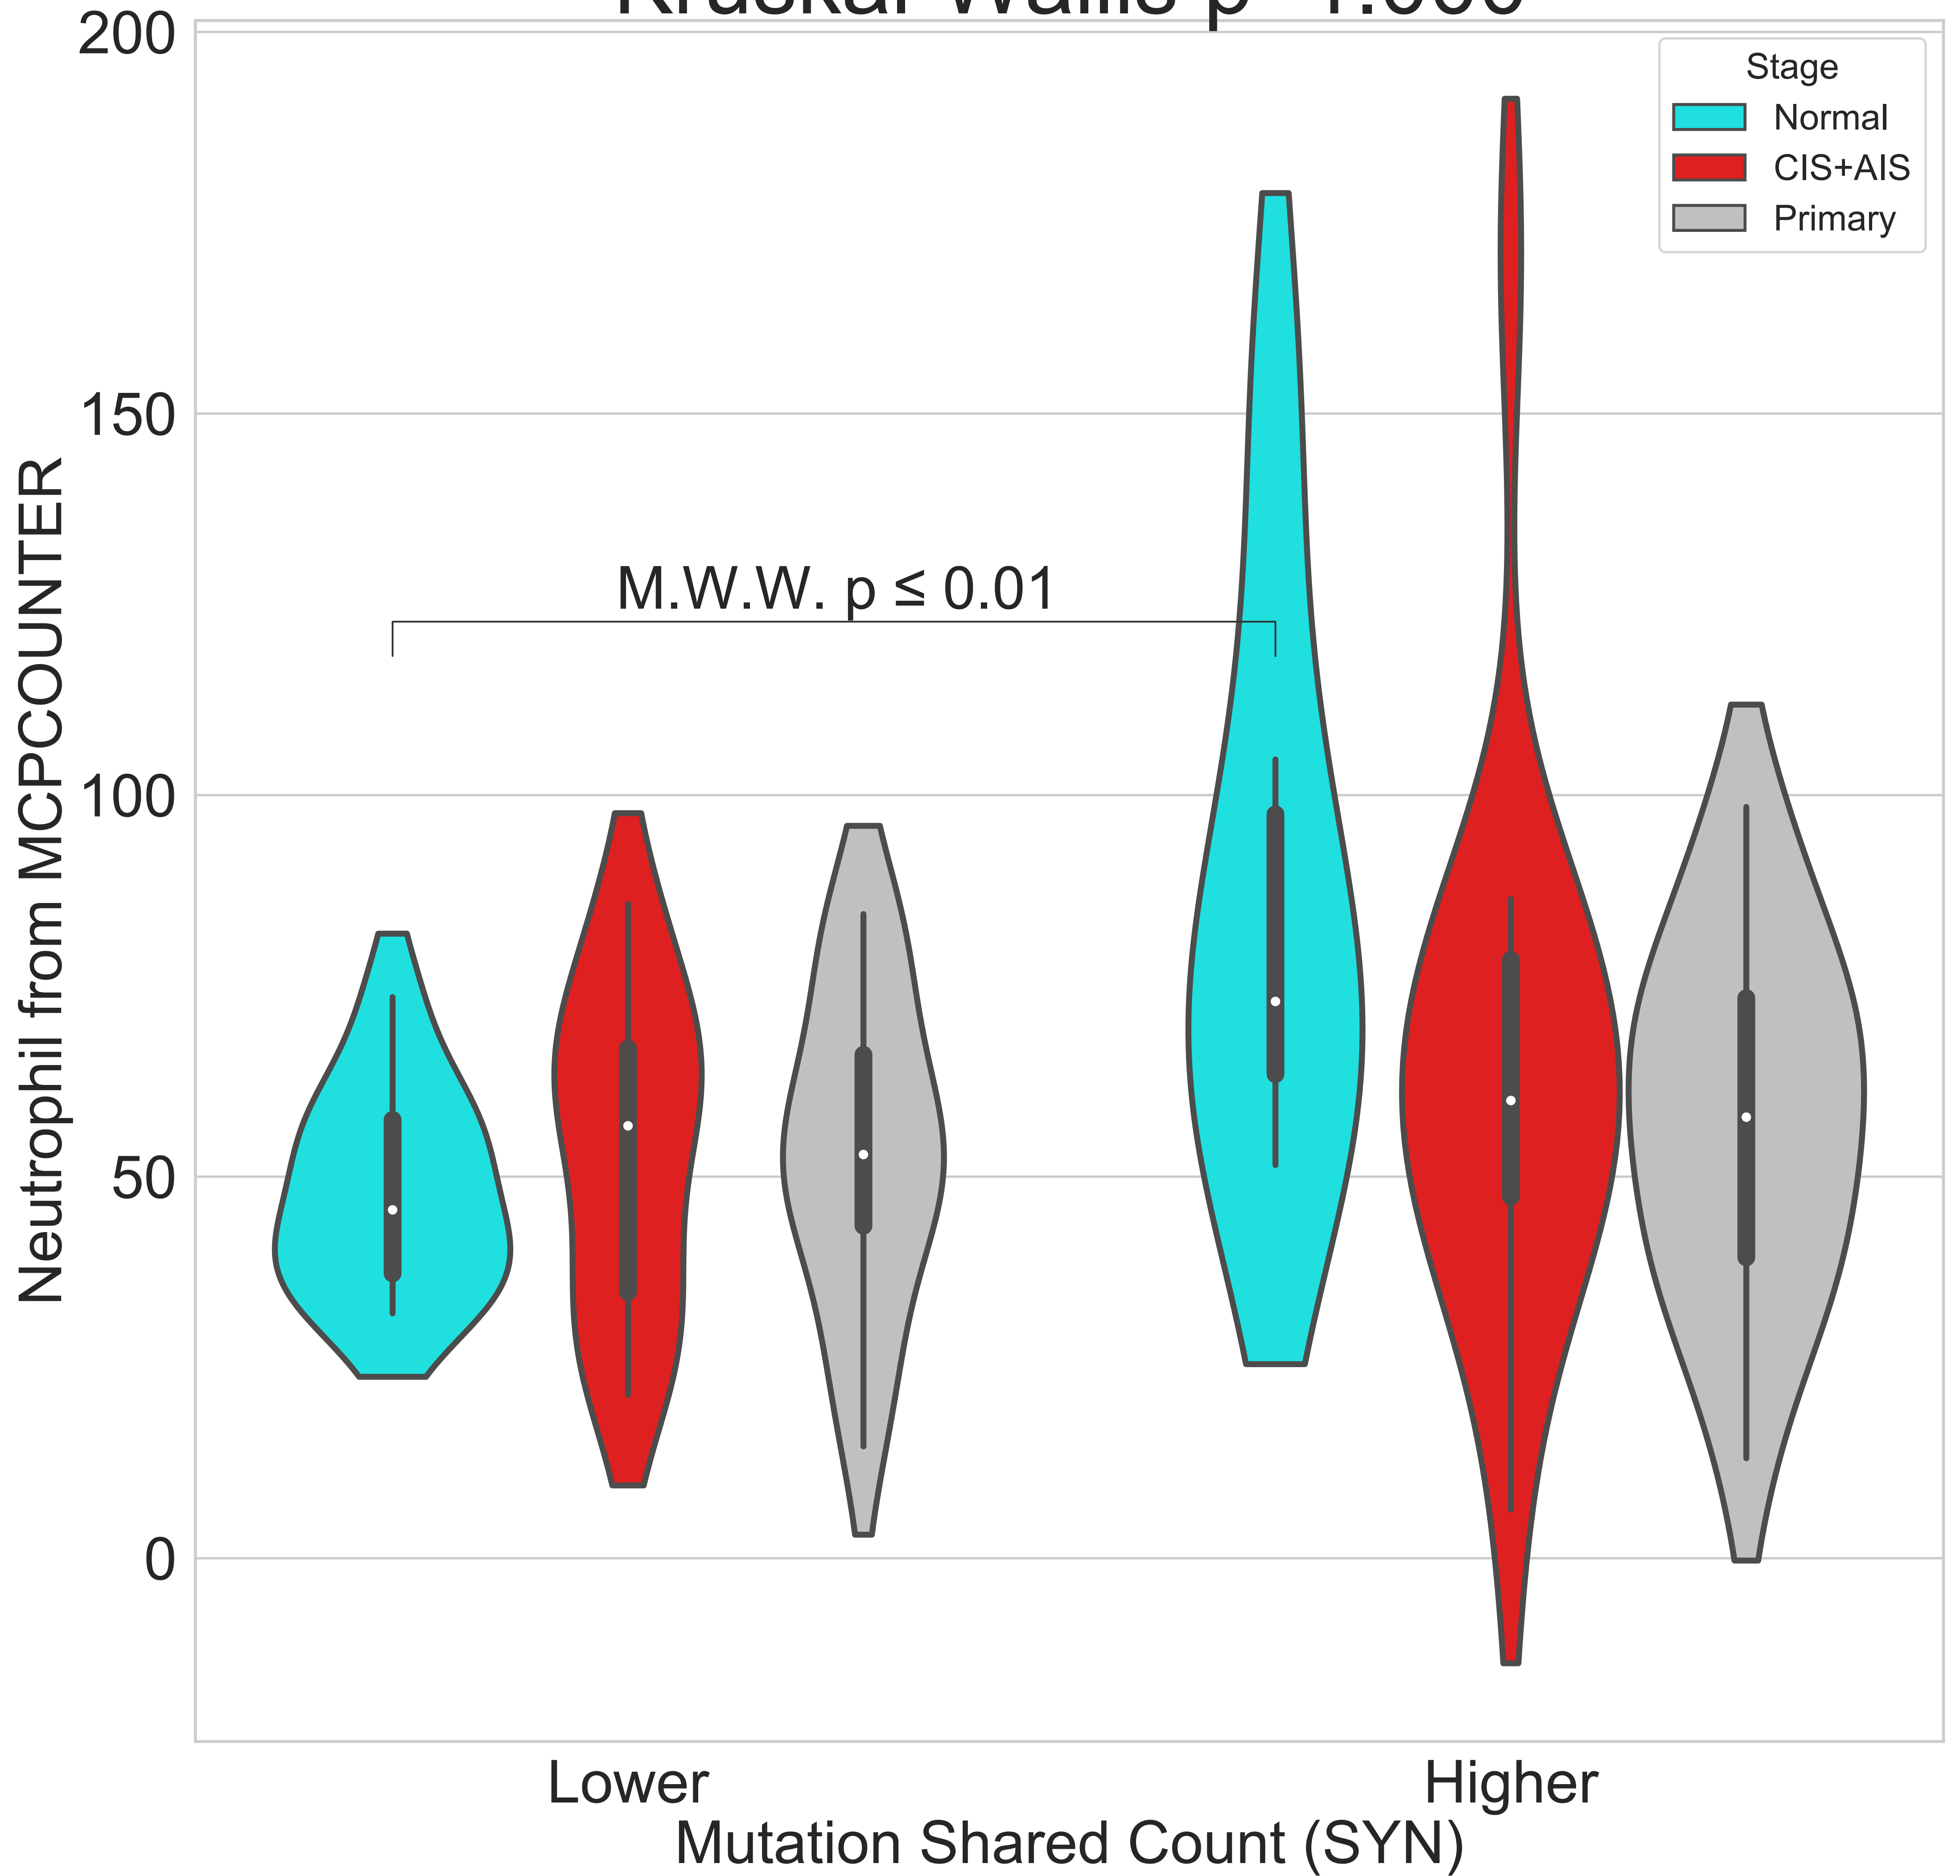 200
150
100
50
0
Neutrophil from MCPCOUNTER
Stage
Normal
CIS+AIS
Primary
M.W.W. p ≤ 0.01
Lower
Higher
Mutation Shared Count (SYN)